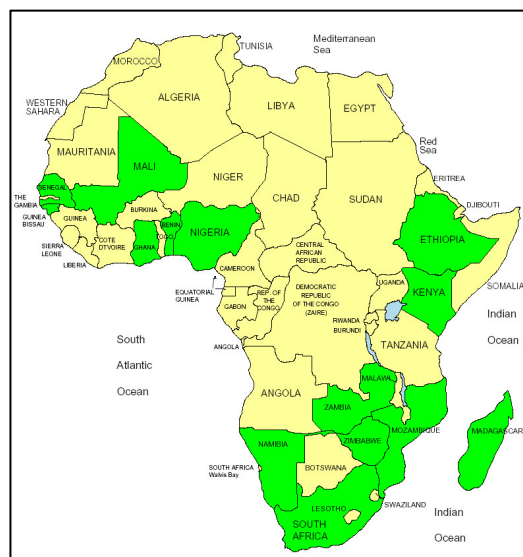 TUNISIA
Mediterranean
Sea
MOROCCO
ALGERIA
LIBYA
EGYPT
WESTERN
SAHARA
MAURITANIA
MALI
NIGER
CHAD
SUDAN
Red
Sea
ERITREA
DJIBOUTI
SENEGAL
THE
GAMBIA
GUINEA
BISSAU
GUINEA
SIERRA
LEONE
LIBERIA
COTE
D'TVOIRE
BURKINA
GHANA
OGO
BENIN
NIGERIA
ETHIOPIA
CENTRAL
AFRICAN
REPUBLIC
CAMEROON
EQUATORIAL
GUINEA
GABON
REP. OF
THE
CONGO
DEMOCRATIC
REPUBLIC
OF THE CONGO
(ZAIRE)
UGANDA
KENYA
SOMALIA
RWANDA
BURUNDI
TANZANIA
Indian
Ocean
South
Atlantic
Ocean
ANGOLA
ANGOLA
MALAWI
ZAMBIA
MOZAMBIQUE
MADAGASCAR
ZIMBABWE
NAMIBIA
BOTSWANA
SOUTH AFRICA
Walvis Bay
SWAZILAND
LESOTHO
SOUTH
AFRICA
Indian
Ocean